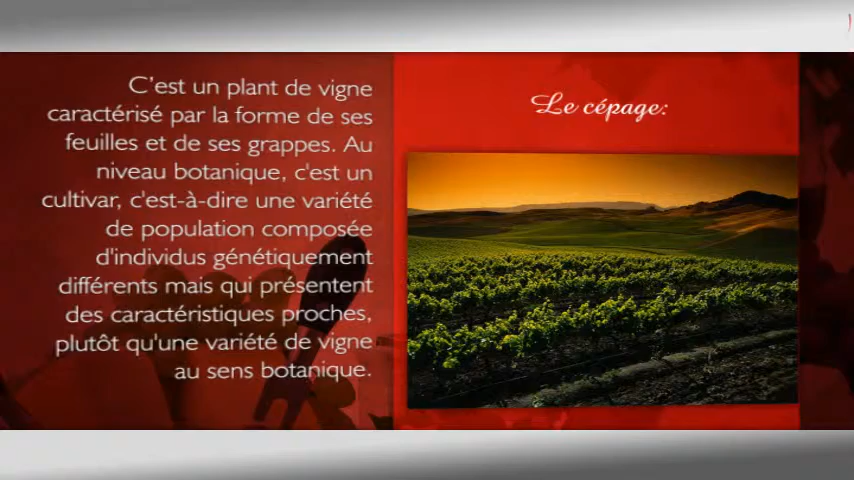 C'est un plant de vigne
caractérisé par la forme de ses
feuilles et de ses grappes. Au
niveau botanique, c'est un
cultivar, c'est-à-dire une variété
de population composée
d'individus génétiquement
différents mais qui présentent
des caractéristiques proches,
plutôt qu'une variété de vigne
au sens botanique.
Le cépage: